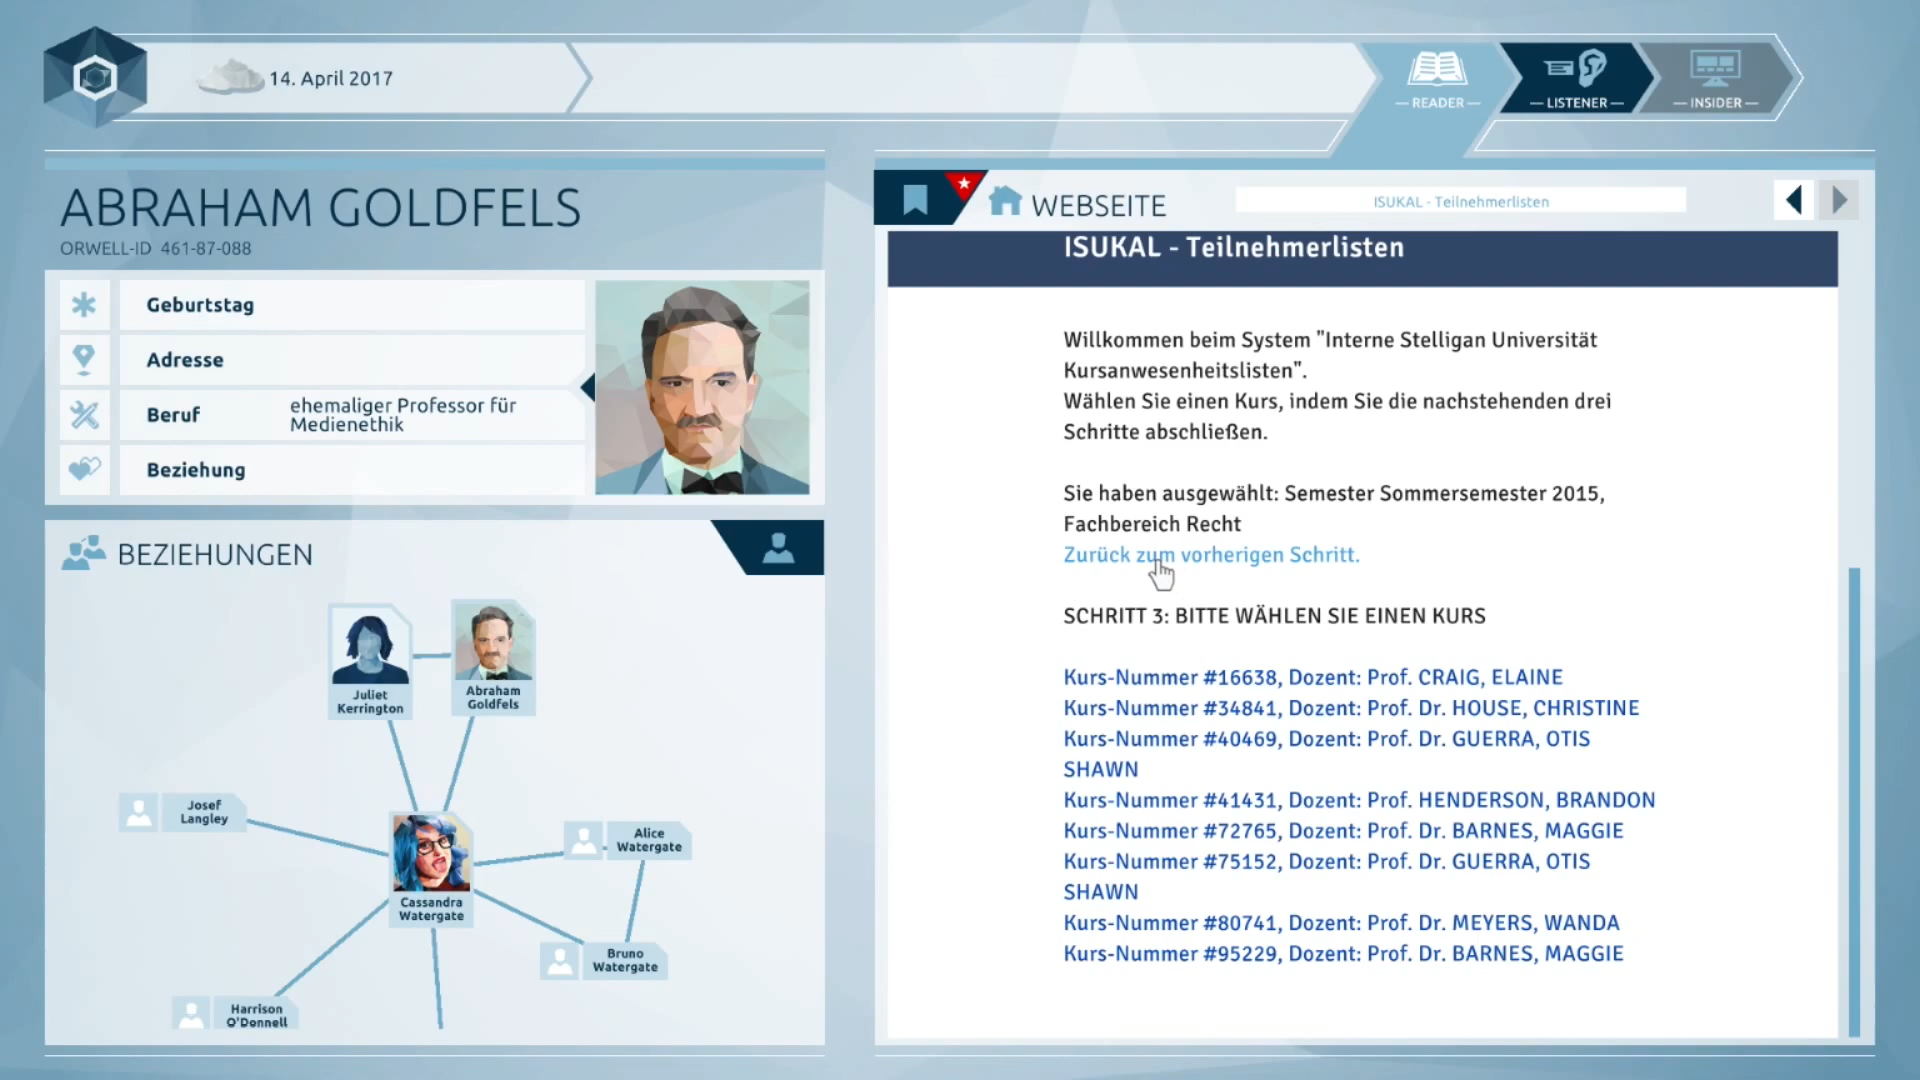 14. April 2017
READER
LISTENER
INSIDER
ABRAHAM GOLDFELS
ORWELL-ID 461-87-088
Geburtstag
Adresse
Beruf
ehemaliger Professor für
Medienethik
Beziehung
BEZIEHUNGEN
Juliet
Kerrington
Abraham
Goldfels
Josef
Langley
Alice
Watergate
Cassandra
Watergate
Bruno
Watergate
Harrison
O'Donnell
WEBSEITE
ISUKAL - Teilnehmerlisten
ISUKAL - Teilnehmerlisten
Willkommen beim System "Interne Stelligan Universität
Kursanwesenheitslisten".
Wählen Sie einen Kurs, indem Sie die nachstehenden drei
Schritte abschließen.
Sie haben ausgewählt: Semester Sommersemester 2015,
Fachbereich Recht
Zurück zum vorherigen Schritt.
SCHRITT 3: BITTE WÄHLEN SIE EINEN KURS
Kurs-Nummer #16638, Dozent: Prof. CRAIG, ELAINE
Kurs-Nummer #34841, Dozent: Prof. Dr. HOUSE, CHRISTINE
Kurs-Nummer #40469, Dozent: Prof. Dr. GUERRA, OTIS
SHAWN
Kurs-Nummer #41431, Dozent: Prof. HENDERSON, BRANDON
Kurs-Nummer #72765, Dozent: Prof. Dr. BARNES, MAGGIE
Kurs-Nummer #75152, Dozent: Prof. Dr. GUERRA, OTIS
SHAWN
Kurs-Nummer #80741, Dozent: Prof. Dr. MEYERS, WANDA
Kurs-Nummer #95229, Dozent: Prof. Dr. BARNES, MAGGIE